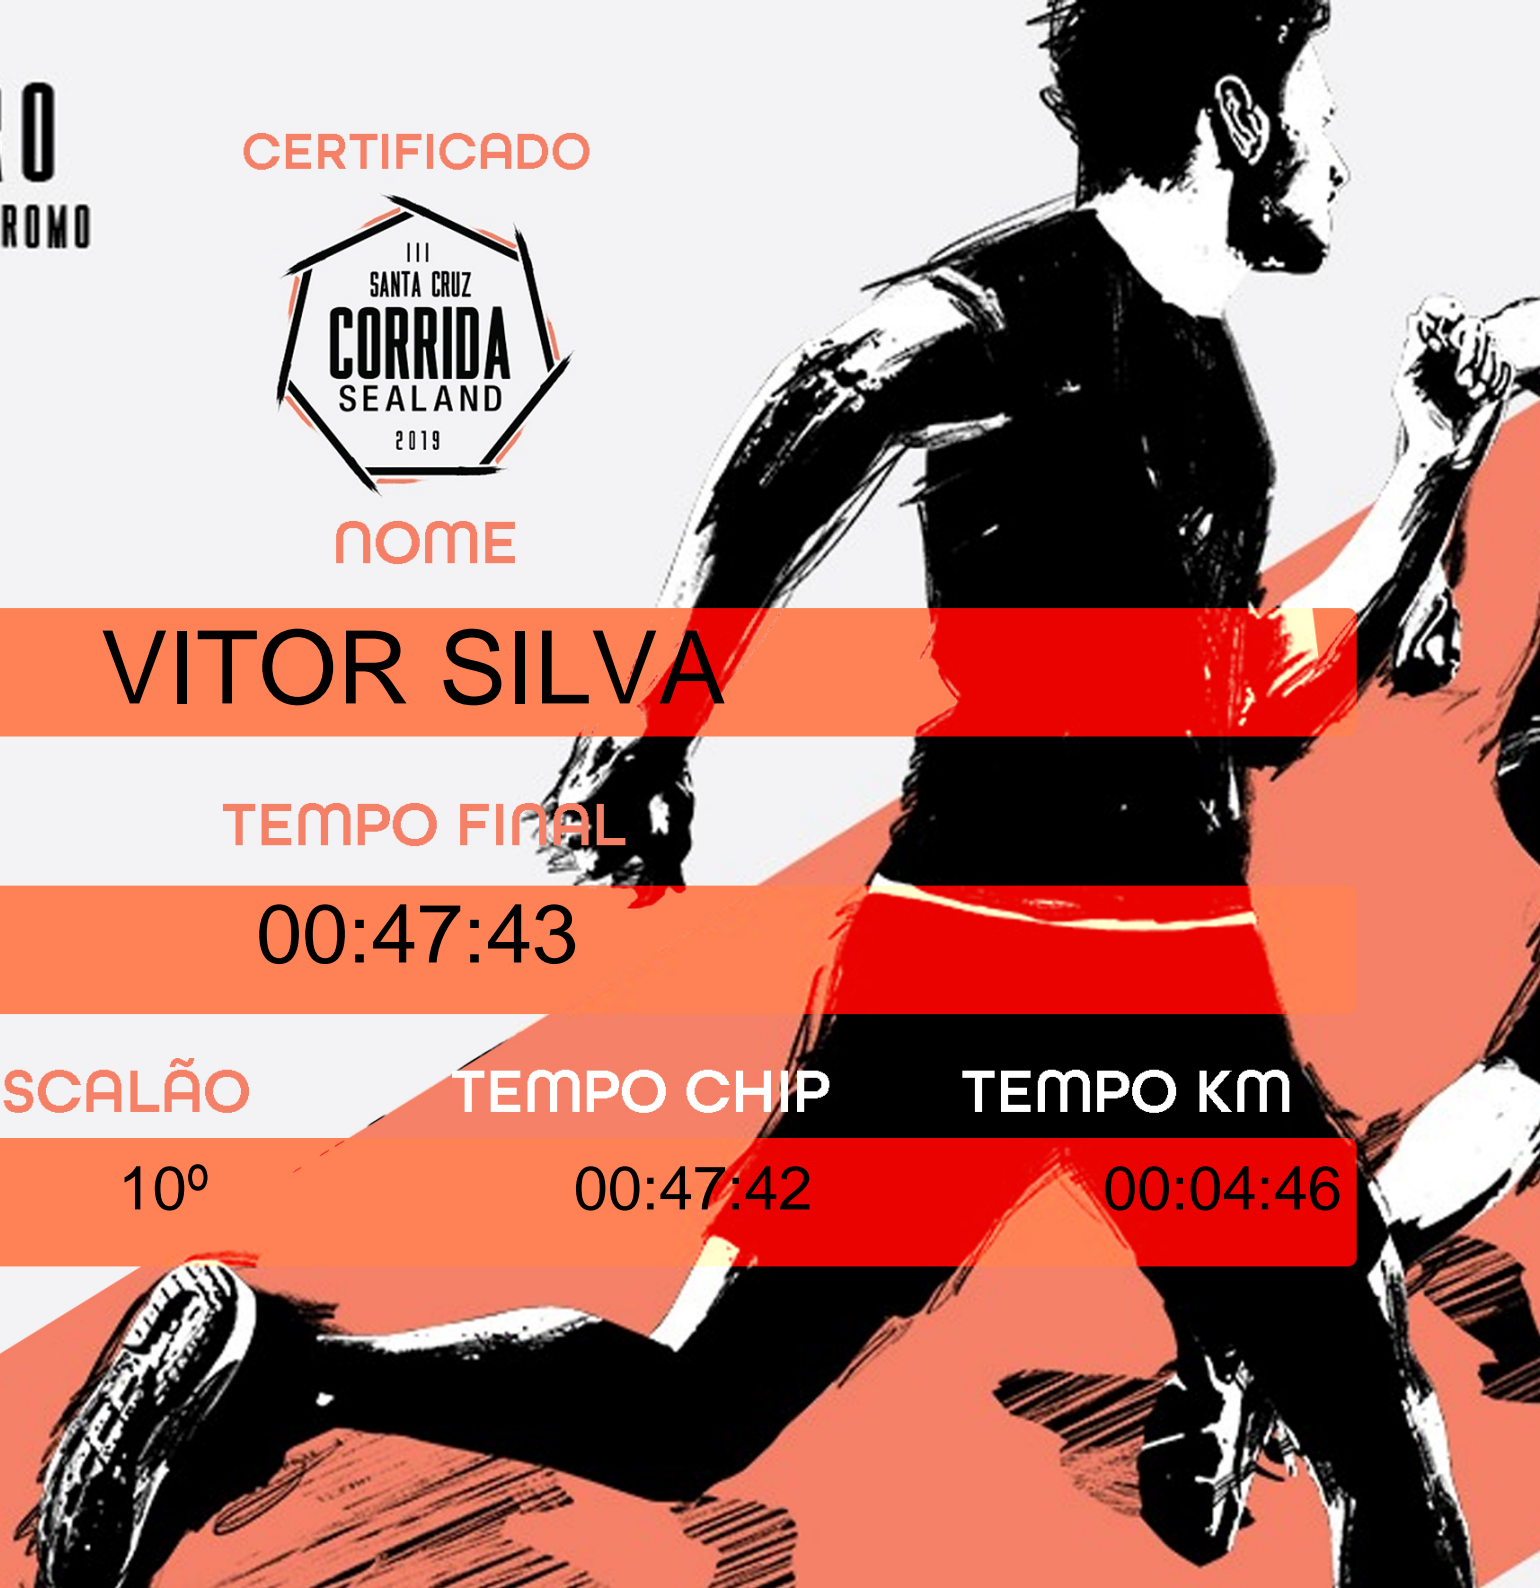 RO
ROMO
CERTIFICADO
III
SANTA CRUZ
CORRIDA
SEALAND
2019
NOME
VITOR SILVA
TEMPO FINAL
00:47:43
SCALÃO TEMPO CHIP TEMPO KM
10º 00:47:42 00:04:46